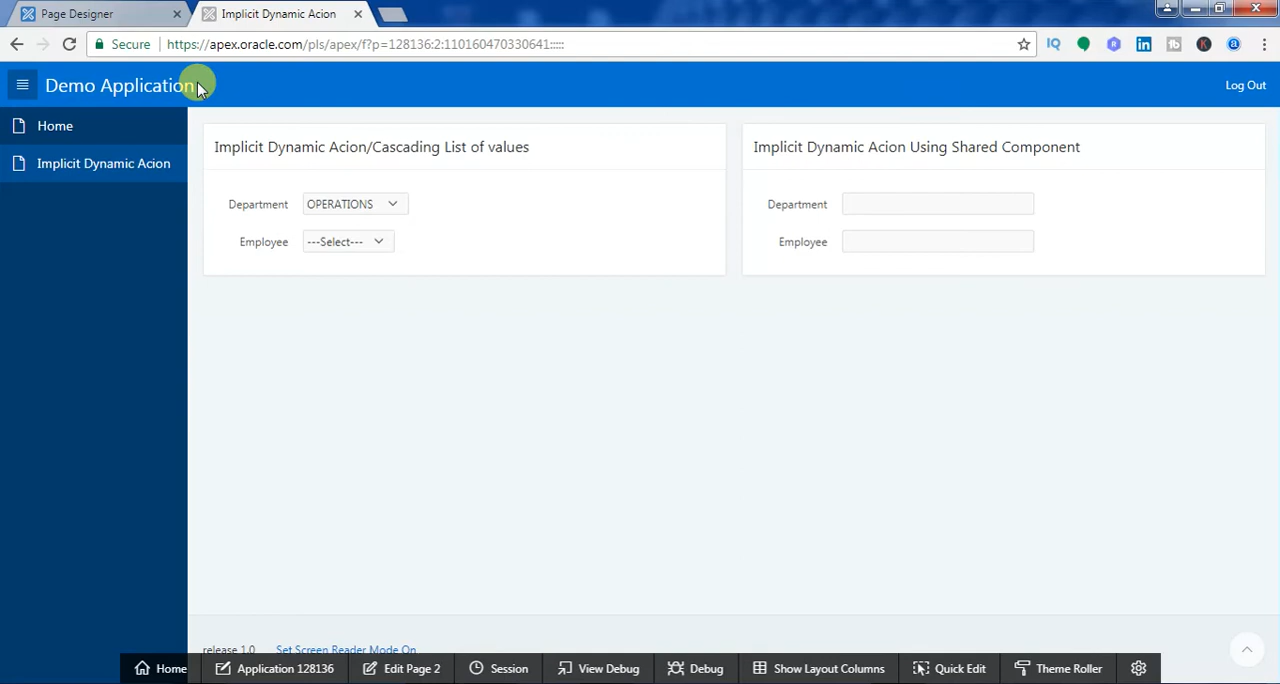 Page Designer
Implicit Dynamic Acion
Secure
https://apex.oracle.com/pls/apex/f?p=128136:2:110160470330641:::::
IQ
Demo Application
Log Out
Home
Implicit Dynamic Acion
Implicit Dynamic Acion/Cascading List of values
Department
OPERATIONS
Employee
---Select---
Implicit Dynamic Acion Using Shared Component
Department
Employee
release 1.0
Set Screen Reader Mode On
Home
Application 128136
Edit Page 2
Session
View Debug
Debug
Show Layout Columns
Quick Edit
Theme Roller